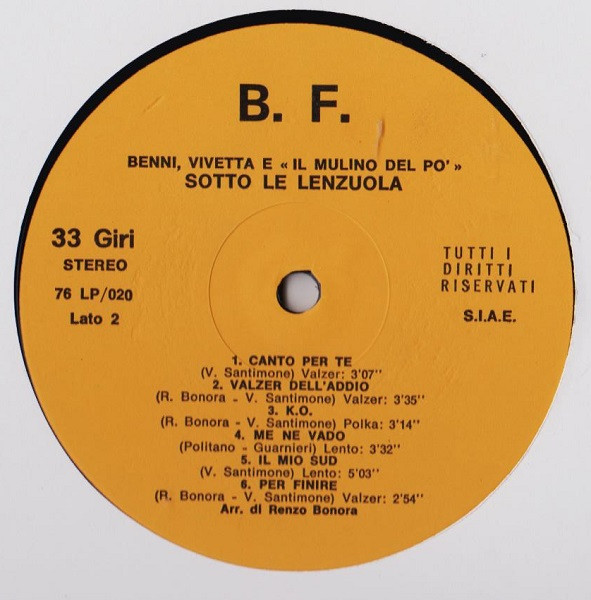 B. F.
BENNI, VIVETTA E « IL MULINO DEL PO' »
SOTTO LE LENZUOLA
33 Giri
STEREO
76 LP/020
Lato 2
TUTTI I
DIRITTI
RISERVATI
S.I.A.E.
1. CANTO PER TE
(V. Santimone) Valzer: 3'07''
2. VALZER DELL'ADDIO
(R. Bonora - V. Santimone) Valzer: 3'35''
3. K.O.
(R. Bonora - V. Santimone) Polka: 3'14''
4. ME NE VADO
(Politano - Guarnieri) Lento: 3'32''
5. IL MIO SUD
(V. Santimone) Lento: 5'03''
6. PER FINIRE
(R. Bonora - V. Santimone) Valzer: 2'54''
Arr. di Renzo Bonora